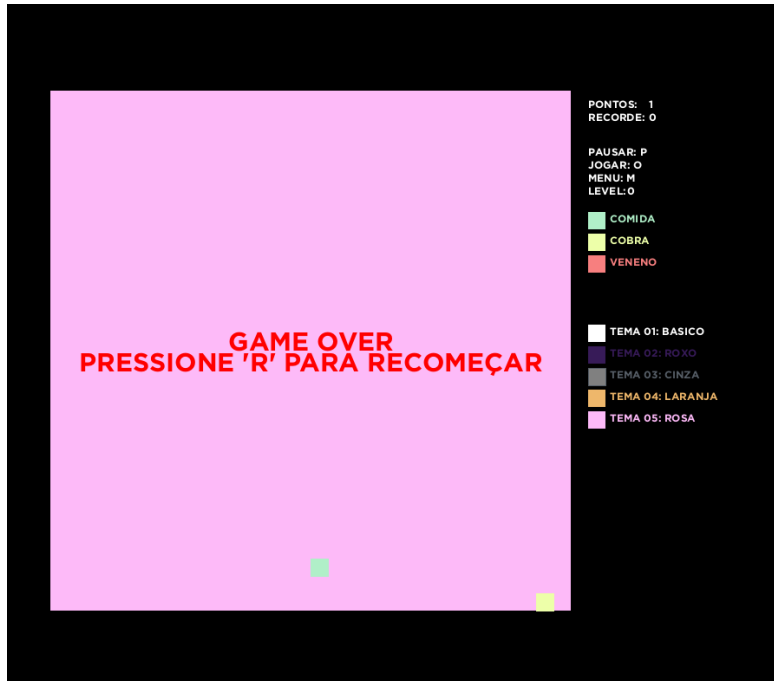 PONTOS: 1
RECORDE: 0
PAUSAR: P
JOGAR: O
MENU: M
LEVEL:0
COMIDA
COBRA
VENENO
GAME OVER
PRESSIONE 'R' PARA RECOMEÇAR
TEMA 01: BASICO
TEMA 02: ROXO
TEMA 03: CINZA
TEMA 04: LARANJA
TEMA 05: ROSA